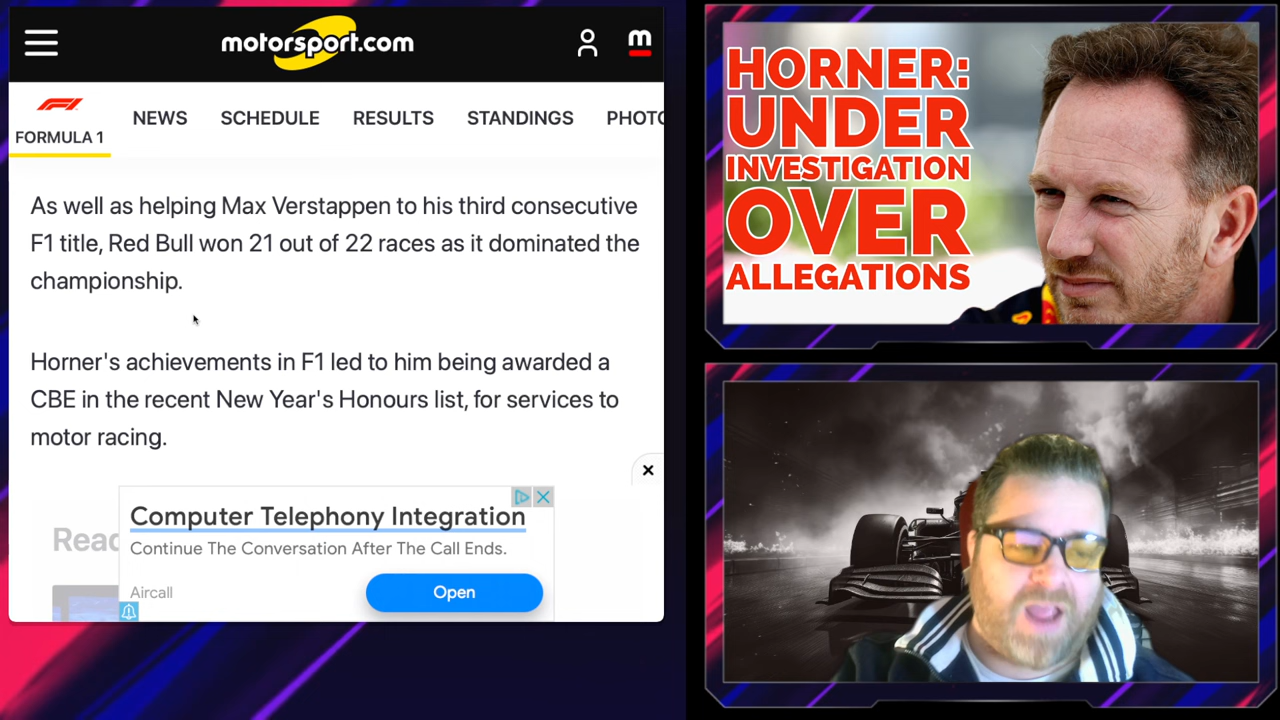 motorsport.com
m
FORMULA 1
NEWS
SCHEDULE
RESULTS
STANDINGS
PHOTO
As well as helping Max Verstappen to his third consecutive
F1 title, Red Bull won 21 out of 22 races as it dominated the
championship.
Horner's achievements in F1 led to him being awarded a
CBE in the recent New Year's Honours list, for services to
motor racing.
Read
Computer Telephony Integration
Continue The Conversation After The Call Ends.
Aircall
Open
HORNER:
UNDER
INVESTIGATION
OVER
ALLEGATIONS